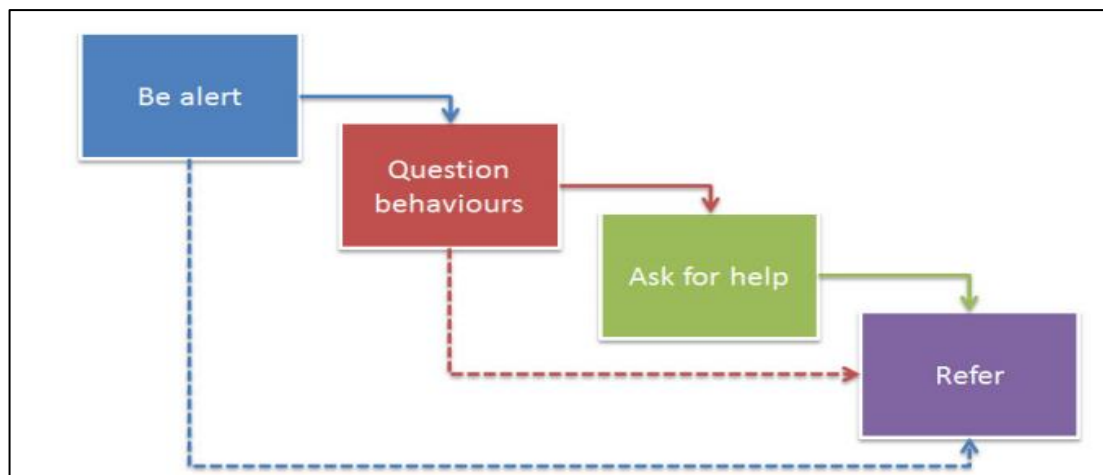 Be alert
Question
behaviours
Ask for help
Refer